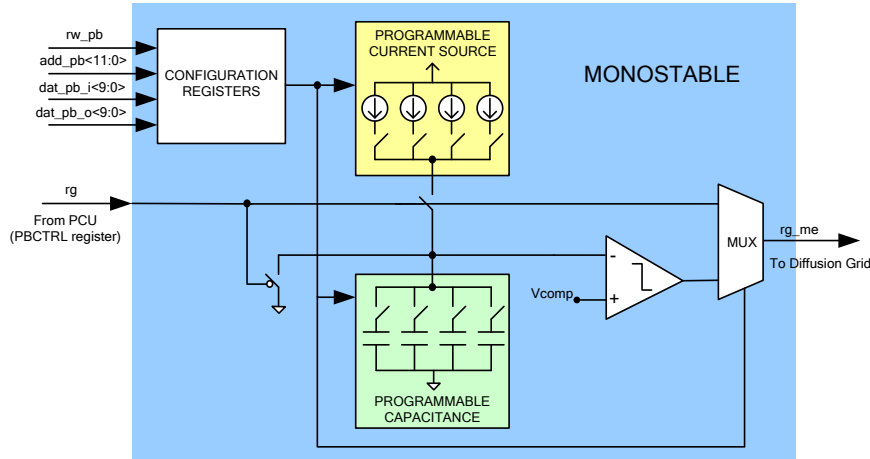 rw_pb
add_pb<11:0>
dat_pb_i<9:0>
dat_pb_o<9:0>
CONFIGURATION
REGISTERS
PROGRAMMABLE
CURRENT SOURCE
MONOSTABLE
rg
From PCU
(PBCTRL register)
MUX
rg_me
To Diffusion Grid
-
+
Vcomp
PROGRAMMABLE
CAPACITANCE